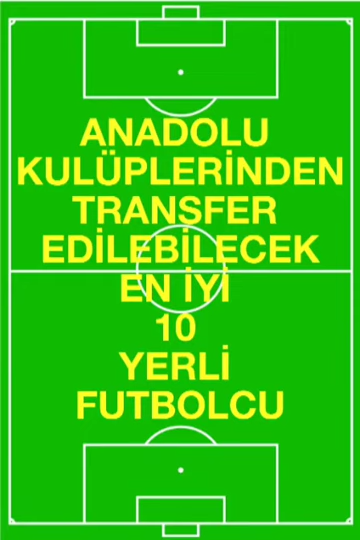 ANADOLU
KULÜPLERİNDEN
TRANSFER
EDİLEBİLECEK
EN İYİ
10
YERLİ
FUTBOLCU